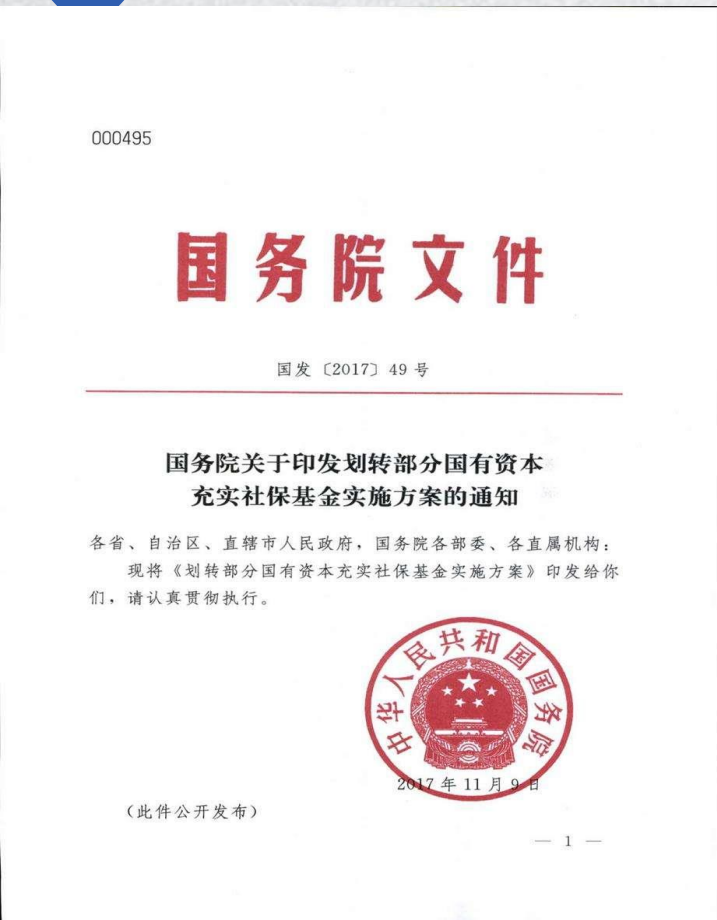 000495
国务院文件
国发〔2017〕49号
国务院关于印发划转部分国有资本
充实社保基金实施方案的通知
各省、自治区、直辖市人民政府，国务院各部委、各直属机构：
现将《划转部分国有资本充实社保基金实施方案》印发给你
们，请认真贯彻执行。
中华人民共和国国务院
2017年11月9日
（此件公开发布）
— 1 —